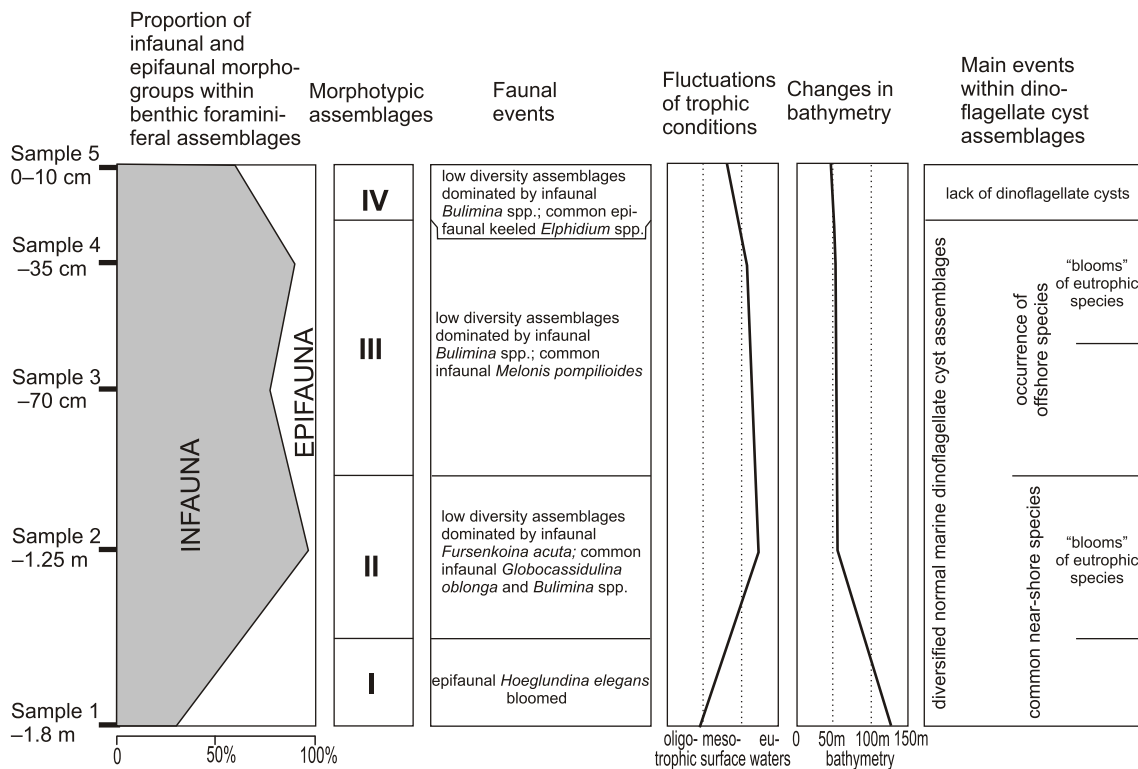 Proportion of
infaunal and
epifaunal morpho-
groups within
benthic foramini-
feral assemblages
Morphotypic
assemblages
Faunal
events
Fluctuations
of trophic
conditions
Changes in
bathymetry
Main events
within dino-
flagellate cyst
assemblages
Sample 5
0–10 cm
Sample 4
–35 cm
Sample 3
–70 cm
Sample 2
–1.25 m
Sample 1
–1.8 m
INFAUNA
EPIFAUNA
0
50%
100%
IV
III
II
I
low diversity assemblages
dominated by infaunal
Bulimina spp.; common epi-
faunal keeled Elphidium spp.
low diversity assemblages
dominated by infaunal
Bulimina spp.; common
infaunal Melonis pompilioides
low diversity assemblages
dominated by infaunal
Fursenkoina acuta; common
infaunal Globocassidulina
oblonga and Bulimina spp.
epifaunal Hoeglundina elegans
bloomed
oligo- meso- eu-
trophic surface waters
0 50m 100m 150m
bathymetry
lack of dinoflagellate cysts
diversified normal marine dinoflagellate cyst assemblages
occurrence of
offshore species
common near-shore species
“blooms”
of eutrophic
species
“blooms”
of eutrophic
species